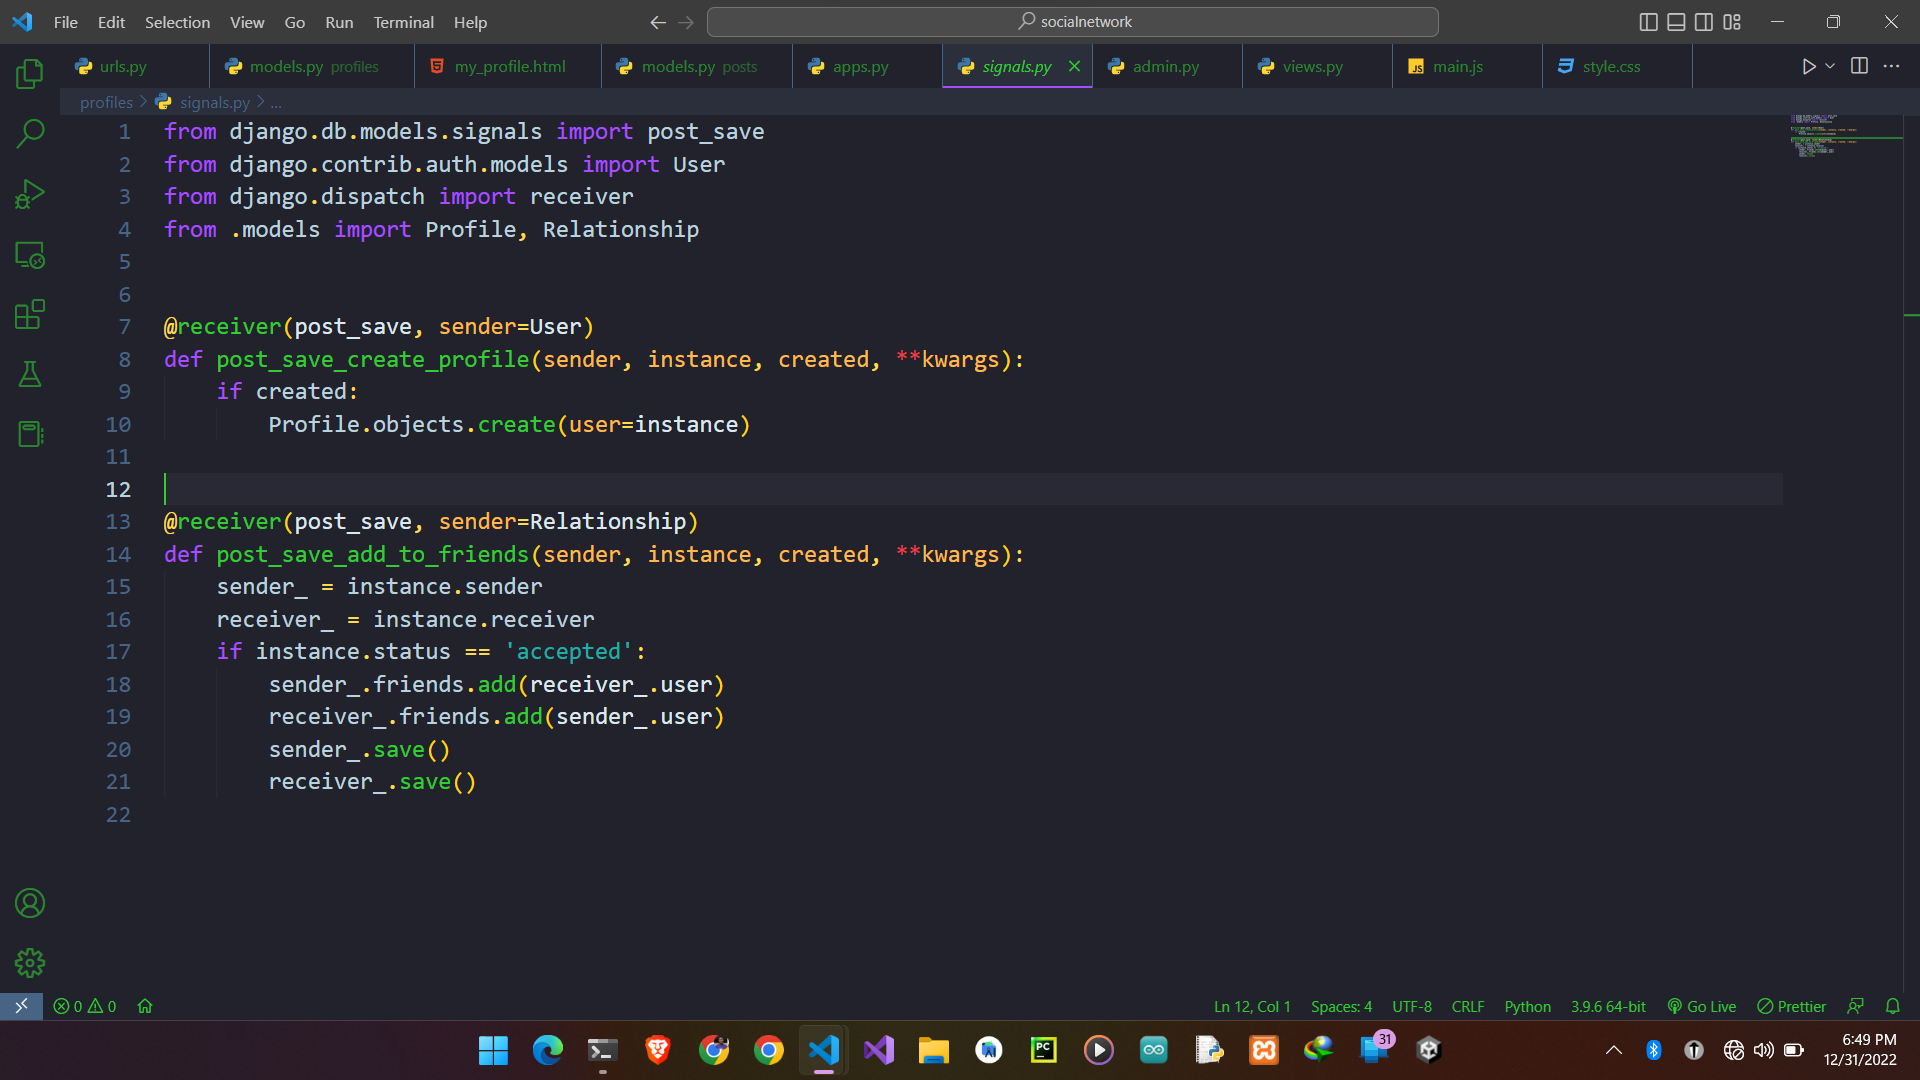 File Edit Selection View Go Run Terminal Help
socialnetwork
urls.py models.py profiles my_profile.html models.py posts apps.py signals.py admin.py views.py main.js style.css
profiles > signals.py > ...
1 from django.db.models.signals import post_save
2 from django.contrib.auth.models import User
3 from django.dispatch import receiver
4 from .models import Profile, Relationship
5
6
7 @receiver(post_save, sender=User)
8 def post_save_create_profile(sender, instance, created, **kwargs):
9     if created:
10         Profile.objects.create(user=instance)
11
12
13 @receiver(post_save, sender=Relationship)
14 def post_save_add_to_friends(sender, instance, created, **kwargs):
15     sender_ = instance.sender
16     receiver_ = instance.receiver
17     if instance.status == 'accepted':
18         sender_.friends.add(receiver_.user)
19         receiver_.friends.add(sender_.user)
20         sender_.save()
21         receiver_.save()
22
0 0 Ln 12, Col 1 Spaces: 4 UTF-8 CRLF Python 3.9.6 64-bit Go Live Prettier
PC 31 6:49 PM
12/31/2022